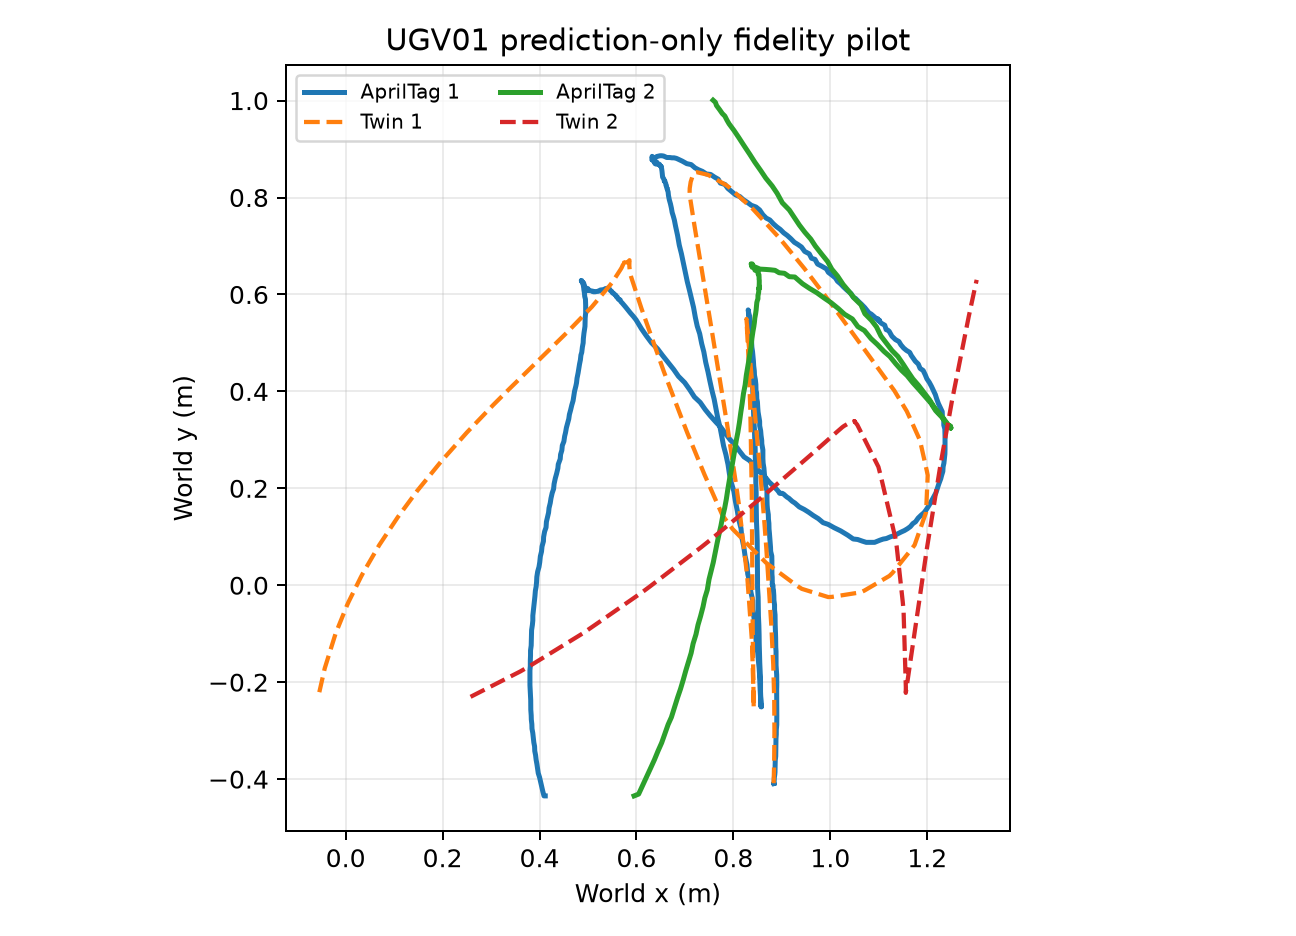 UGV01 prediction-only fidelity pilot
AprilTag 1
AprilTag 2
Twin 1
Twin 2
1.0
0.8
0.6
0.4
0.2
0.0
−0.2
−0.4
World y (m)
0.0 0.2 0.4 0.6 0.8 1.0 1.2
World x (m)